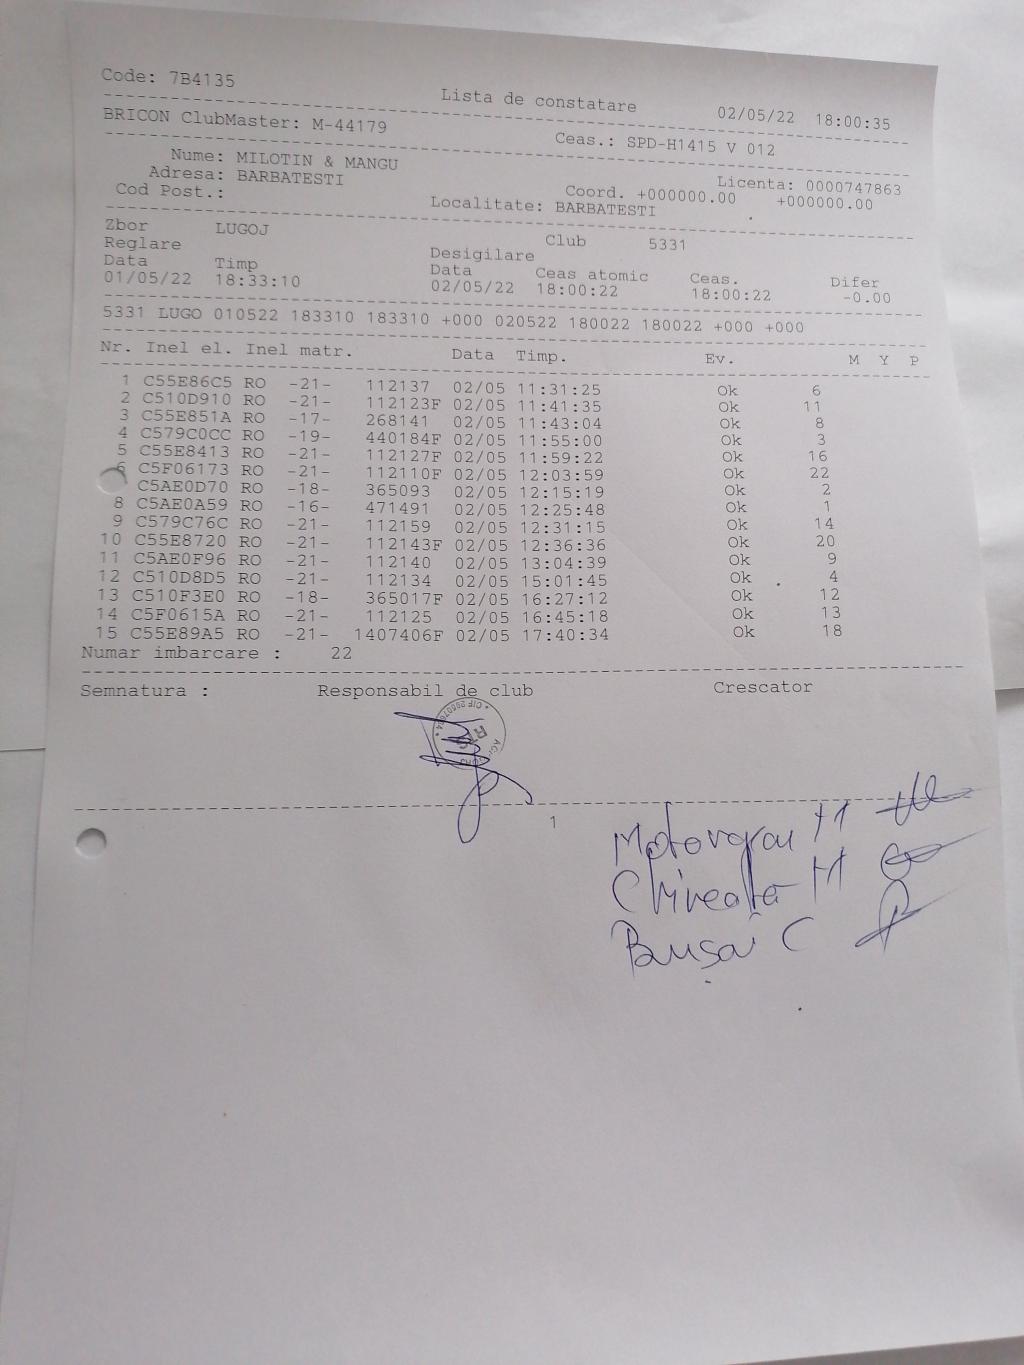 Code: 7B4135
Lista de constatare 02/05/22 18:00:35
BRICON ClubMaster: M-44179 Ceas.: SPD-H1415 V 012
Nume: MILOTIN & MANGU Licenta: 0000747863
Adresa: BARBATESTI Coord. +000000.00 +000000.00
Cod Post.: Localitate: BARBATESTI
Zbor LUGOJ Club 5331
Reglare Desigilare
Data Timp Data Ceas atomic Ceas. Difer
01/05/22 18:33:10 02/05/22 18:00:22 18:00:22 -0.00
5331 LUGO 010522 183310 183310 +000 020522 180022 180022 +000 +000
Nr. Inel el. Inel matr. Data Timp. Ev. M Y P
1 C55E86C5 RO -21- 112137 02/05 11:31:25 Ok 6
2 C510D910 RO -21- 112123F 02/05 11:41:35 Ok 11
3 C55E851A RO -17- 268141 02/05 11:43:04 Ok 8
4 C579C0CC RO -19- 440184F 02/05 11:55:00 Ok 3
5 C55E8413 RO -21- 112127F 02/05 11:59:22 Ok 16
6 C5F06173 RO -21- 112110F 02/05 12:03:59 Ok 22
C5AE0D70 RO -18- 365093 02/05 12:15:19 Ok 2
8 C5AE0A59 RO -16- 471491 02/05 12:25:48 Ok 1
9 C579C76C RO -21- 112159 02/05 12:31:15 Ok 14
10 C55E8720 RO -21- 112143F 02/05 12:36:36 Ok 20
11 C5AE0F96 RO -21- 112140 02/05 13:04:39 Ok 9
12 C510D8D5 RO -21- 112134 02/05 15:01:45 Ok 4
13 C510F3E0 RO -18- 365017F 02/05 16:27:12 Ok 12
14 C5F0615A RO -21- 112125 02/05 16:45:18 Ok 13
15 C55E89A5 RO -21- 1407406F 02/05 17:40:34 Ok 18
Numar imbarcare : 22
Semnatura : Responsabil de club Crescator
1
M
M
C